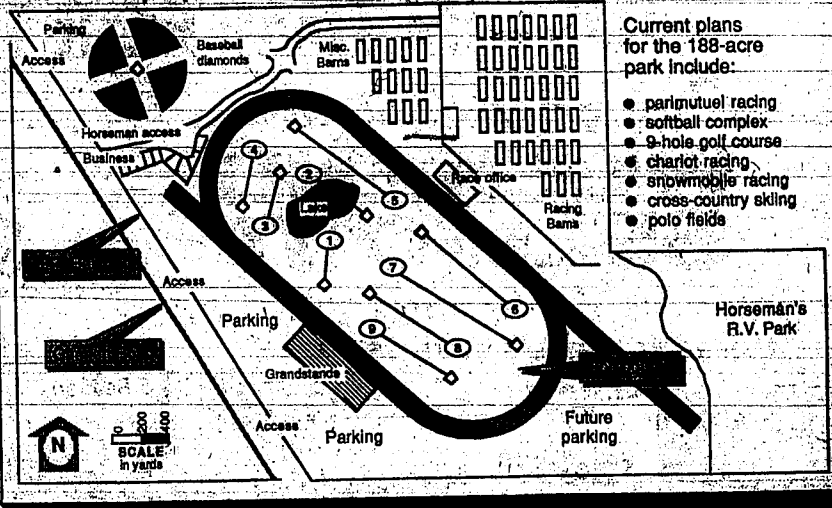 Current plans
for the 188-acre
park include:
● parimutuel racing
● softball complex
● 9-hole golf course
● chariot racing
● snowmobile racing
● cross-country skiing
● polo fields
Parking
Access
Baseball
diamonds
Misc.
Barns
Horseman access
Business
Race office
Racing
Barns
4
2
5
3
Lake
1
7
6
9
8
Access
Parking
Grandstands
Horseman's
R.V. Park
Access
Parking
Future
parking
N
0 200 400
SCALE
in yards